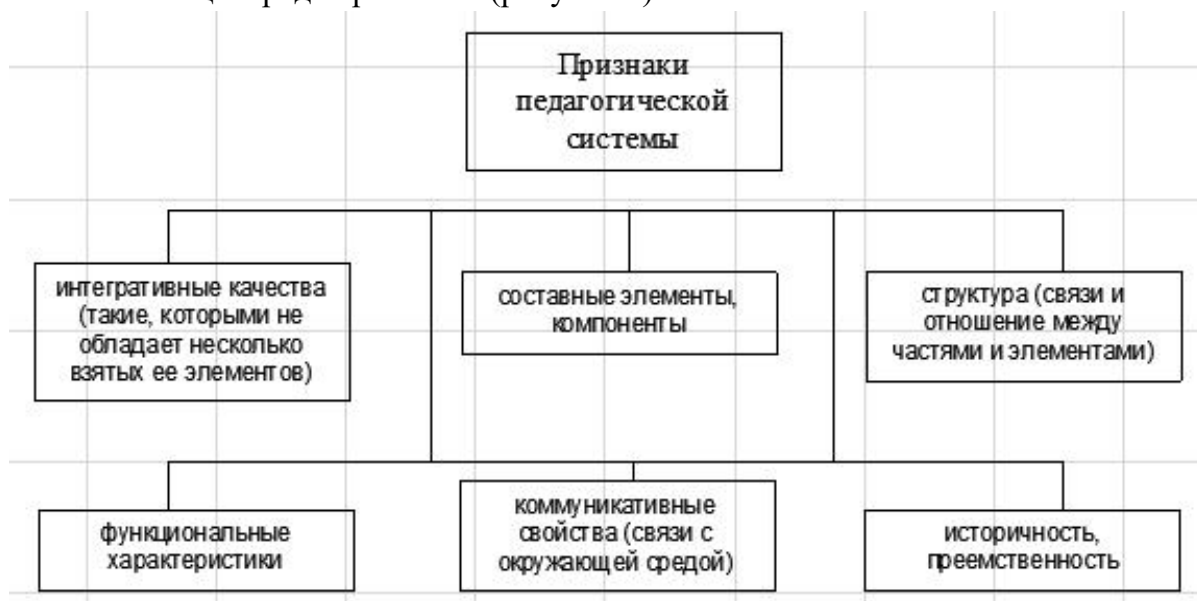 Признаки
педагогической
системы
интегративные качества
(такие, которыми не
обладает несколько
взятых ее элементов)
составные элементы,
компоненты
структура (связи и
отношение между
частями и элементами)
функциональные
характеристики
коммуникативные
свойства (связи с
окружающей средой)
историчность,
преемственность